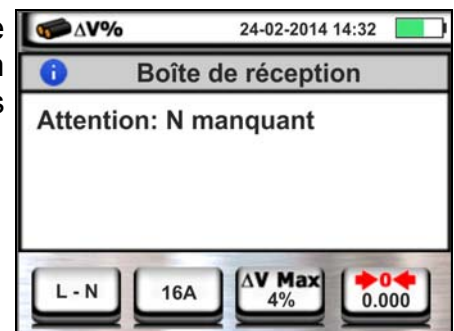 e
n
s
ΔV%
24-02-2014 14:32
Boîte de réception
Attention: N manquant
L - N
16A
ΔV Max
4%
0
0.000